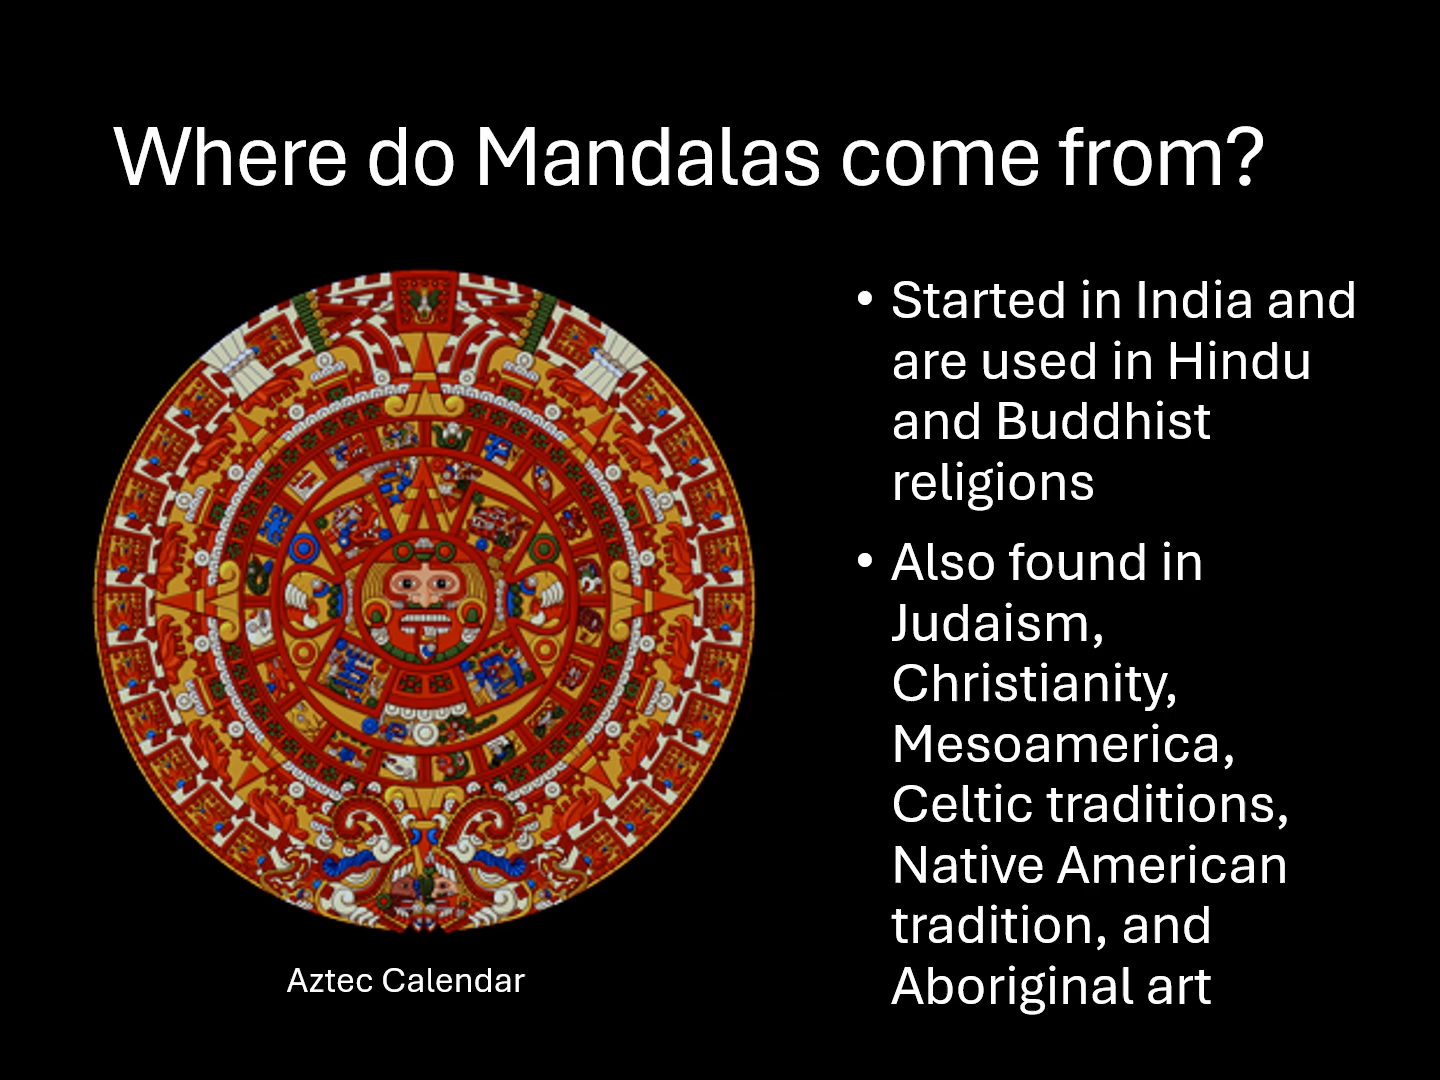 Where do Mandalas come from?
• Started in India and
are used in Hindu
and Buddhist
religions
• Also found in
Judaism,
Christianity,
Mesoamerica,
Celtic traditions,
Native American
tradition, and
Aboriginal art
Aztec Calendar